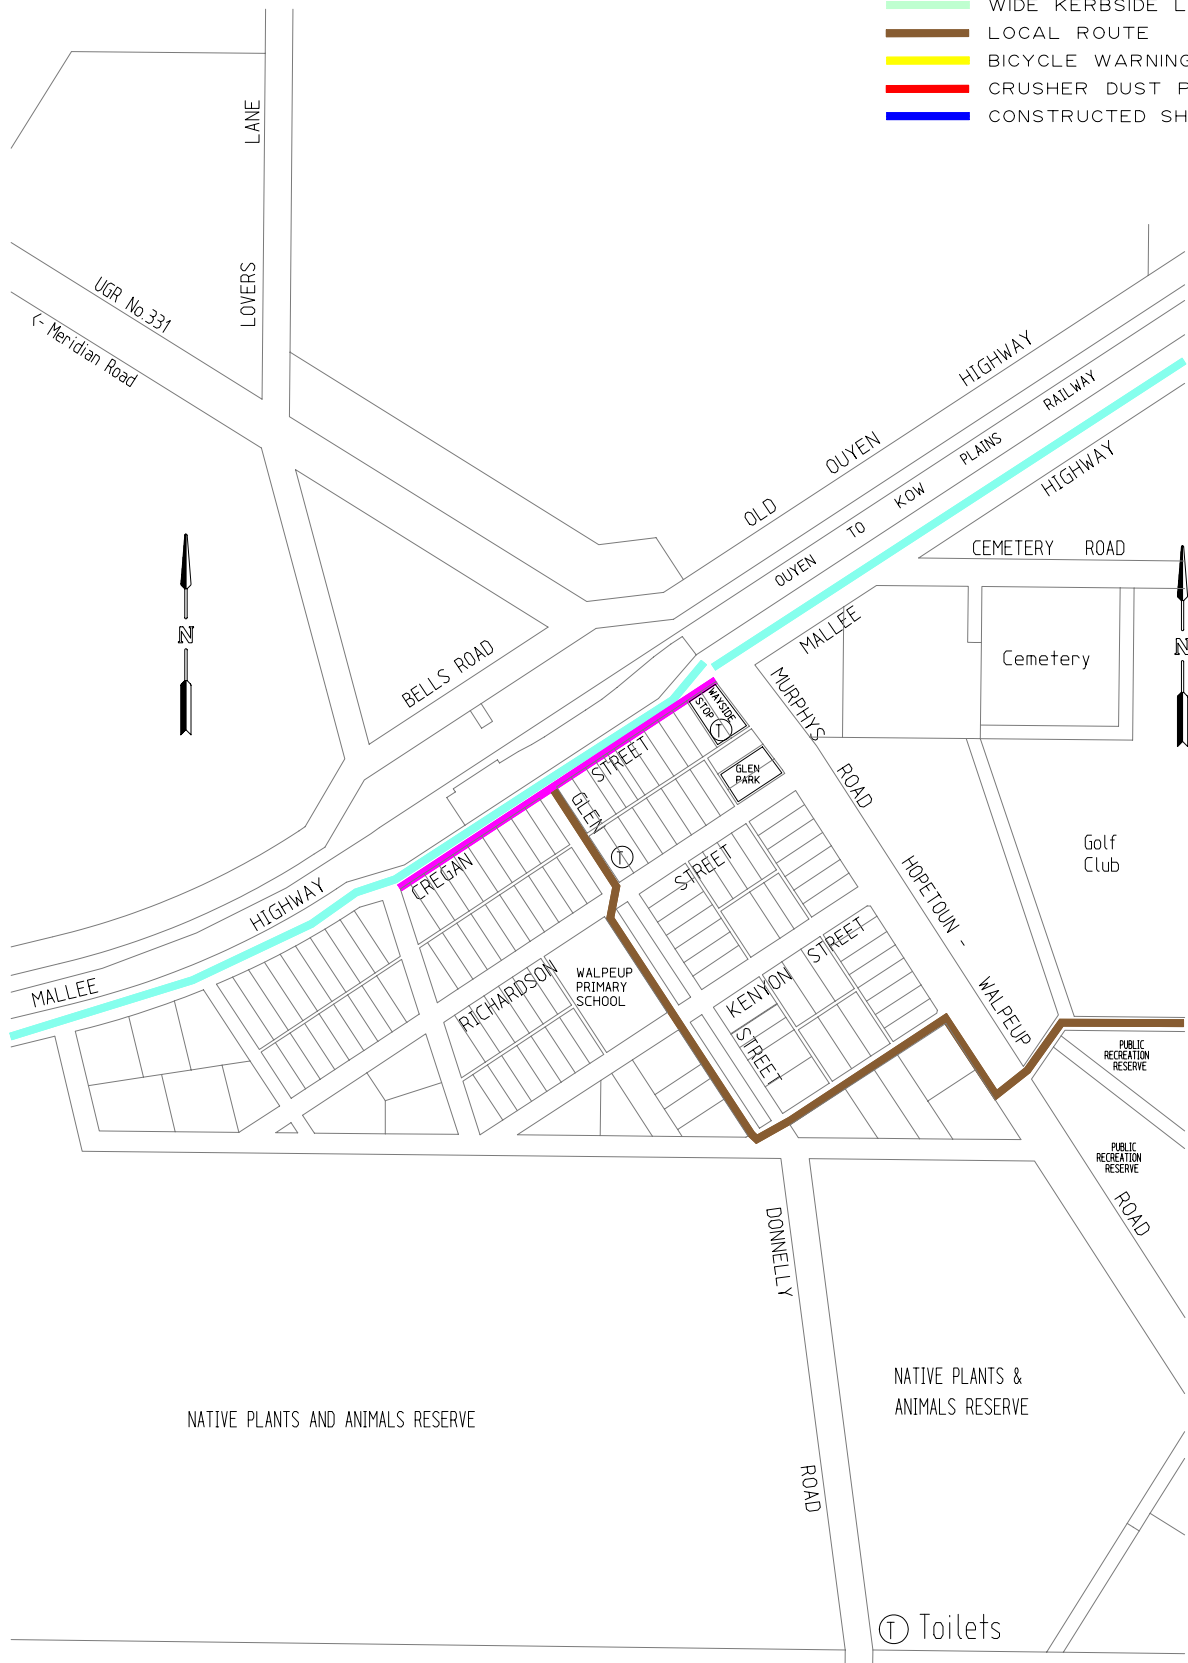 WIDE KERBSIDE L
LOCAL ROUTE
BICYCLE WARNING
CRUSHER DUST P
CONSTRUCTED SH
LOVERS LANE
UGR No.331
<- Meridian Road
OLD OUYEN HIGHWAY
OUYEN TO KOW PLAINS RAILWAY
MALLEE HIGHWAY
CEMETERY ROAD
N
N
Cemetery
BELLS ROAD
MURPHYS ROAD
WAYSIDE
STOP
T
GLEN
PARK
CREGAN STREET
GLEN STREET
T
Golf
Club
MALLEE HIGHWAY
RICHARDSON STREET
KENYON STREET
WALPEUP
PRIMARY
SCHOOL
HOPETOUN - WALPEUP ROAD
PUBLIC
RECREATION
RESERVE
PUBLIC
RECREATION
RESERVE
DONNELLY ROAD
NATIVE PLANTS &
ANIMALS RESERVE
NATIVE PLANTS AND ANIMALS RESERVE
T Toilets